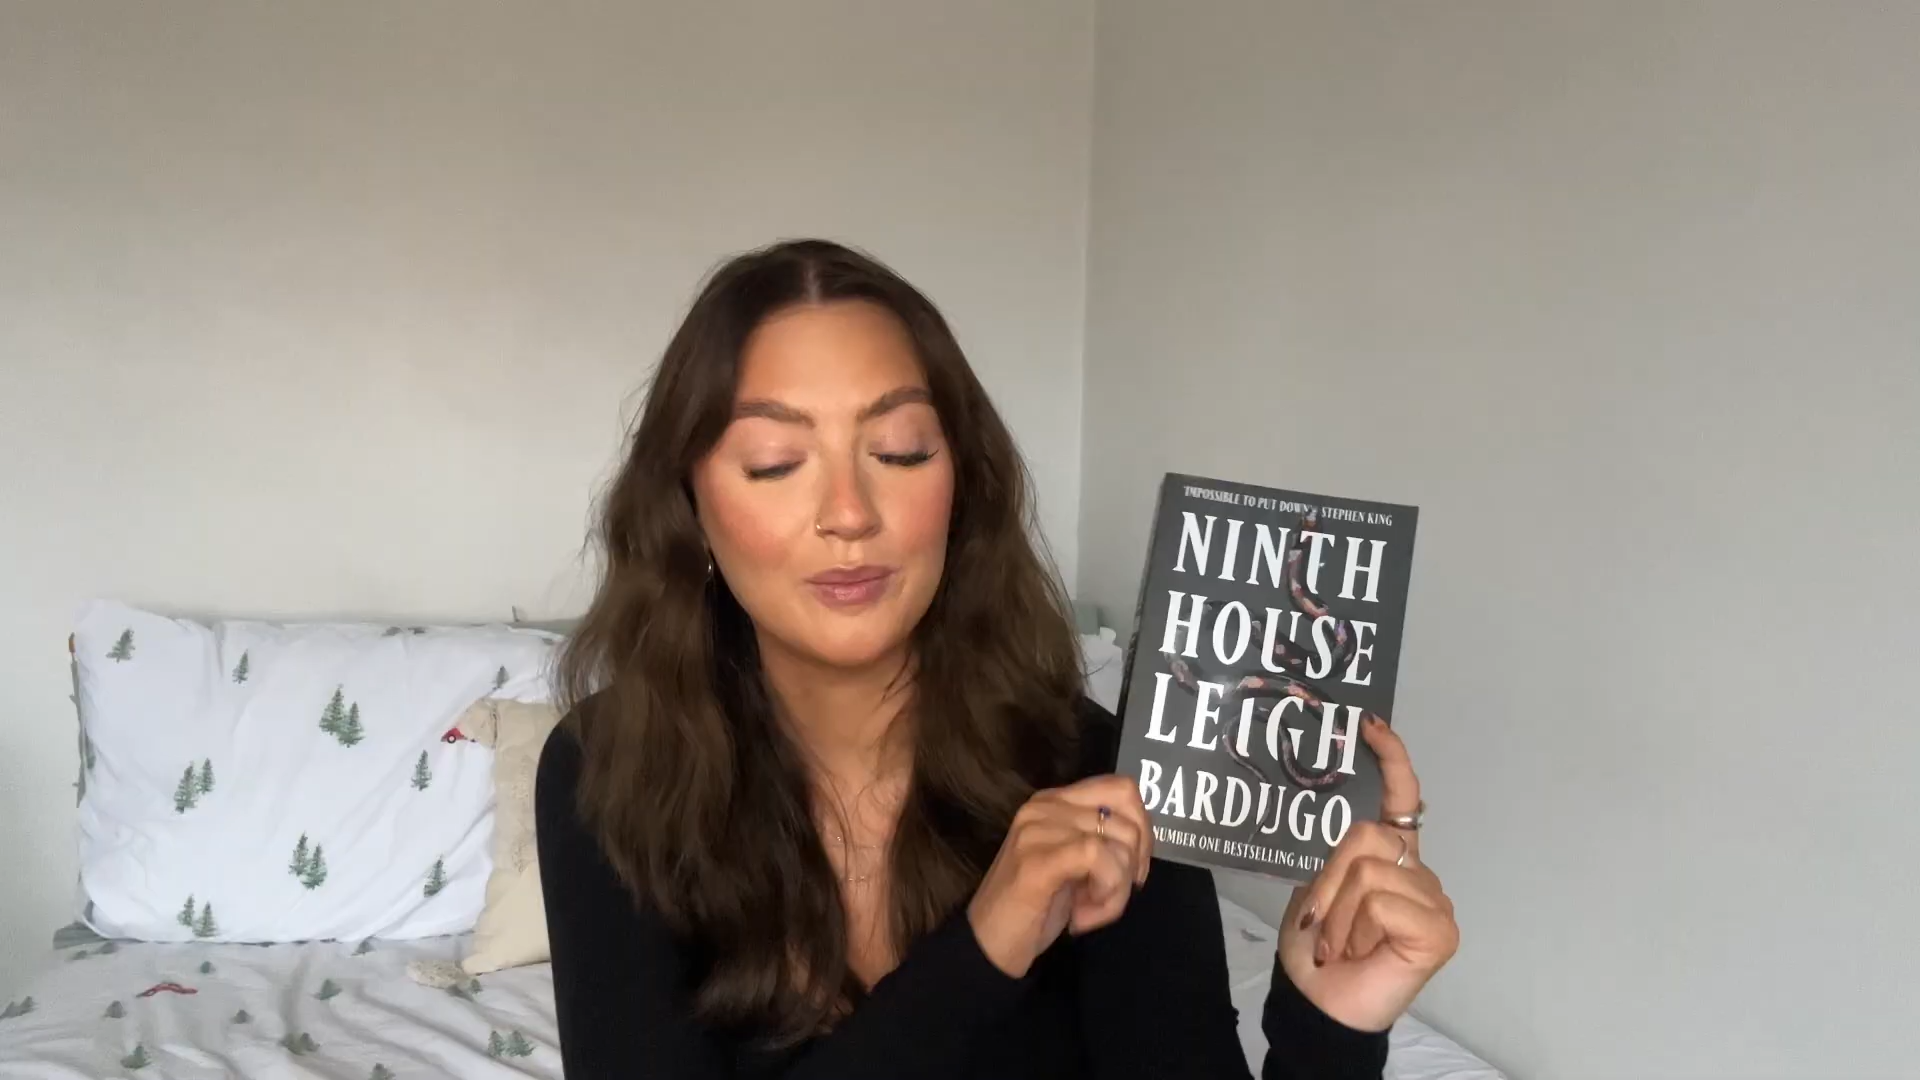 'IMPOSSIBLE TO PUT DOWN' STEPHEN KING
NINTH
HOUSE
LEIGH
BARDUGO
NUMBER ONE BESTSELLING